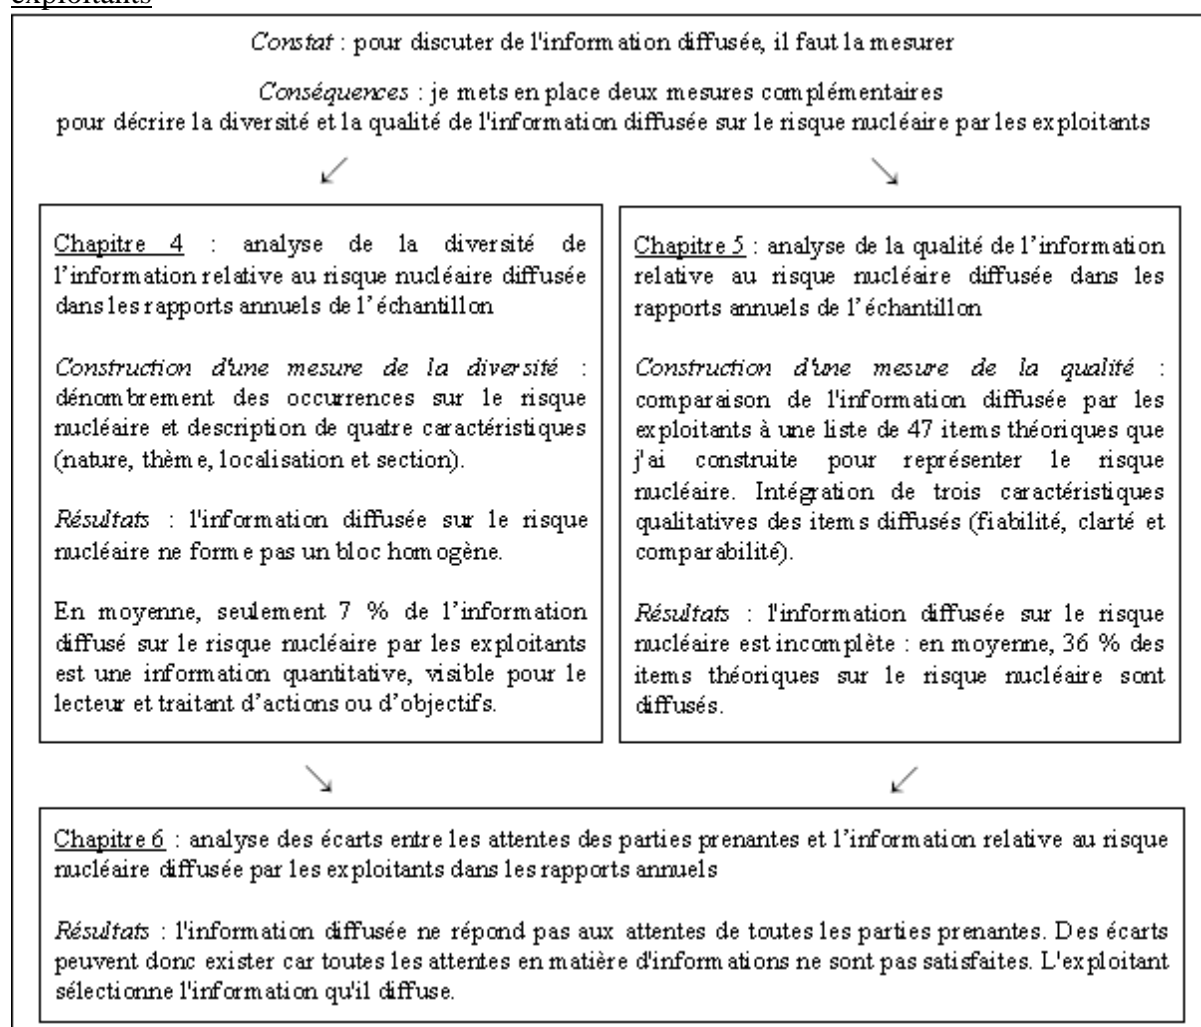 exploitants
Constat : pour discuter de l'information diffusée, il faut la mesurer
Conséquences : je mets en place deux mesures complémentaires
pour décrire la diversité et la qualité de l'information diffusée sur le risque nucléaire par les exploitants
Chapitre 4 : analyse de la diversité de
l'information relative au risque nucléaire diffusée
dans les rapports annuels de l'échantillon
Construction d'une mesure de la diversité :
dénombrement des occurrences sur le risque
nucléaire et description de quatre caractéristiques
(nature, thème, localisation et section).
Résultats : l'information diffusée sur le risque
nucléaire ne forme pas un bloc homogène.
En moyenne, seulement 7 % de l'information
diffusé sur le risque nucléaire par les exploitants
est une information quantitative, visible pour le
lecteur et traitant d'actions ou d'objectifs.
Chapitre 5 : analyse de la qualité de l'information
relative au risque nucléaire diffusée dans les
rapports annuels de l'échantillon
Construction d'une mesure de la qualité :
comparaison de l'information diffusée par les
exploitants à une liste de 47 items théoriques que
j'ai construite pour représenter le risque
nucléaire. Intégration de trois caractéristiques
qualitatives des items diffusés (fiabilité, clarté et
comparabilité).
Résultats : l'information diffusée sur le risque
nucléaire est incomplète : en moyenne, 36 % des
items théoriques sur le risque nucléaire sont
diffusés.
Chapitre 6 : analyse des écarts entre les attentes des parties prenantes et l'information relative au risque
nucléaire diffusée par les exploitants dans les rapports annuels
Résultats : l'information diffusée ne répond pas aux attentes de toutes les parties prenantes. Des écarts
peuvent donc exister car toutes les attentes en matière d'informations ne sont pas satisfaites. L'exploitant
sélectionne l'information qu'il diffuse.